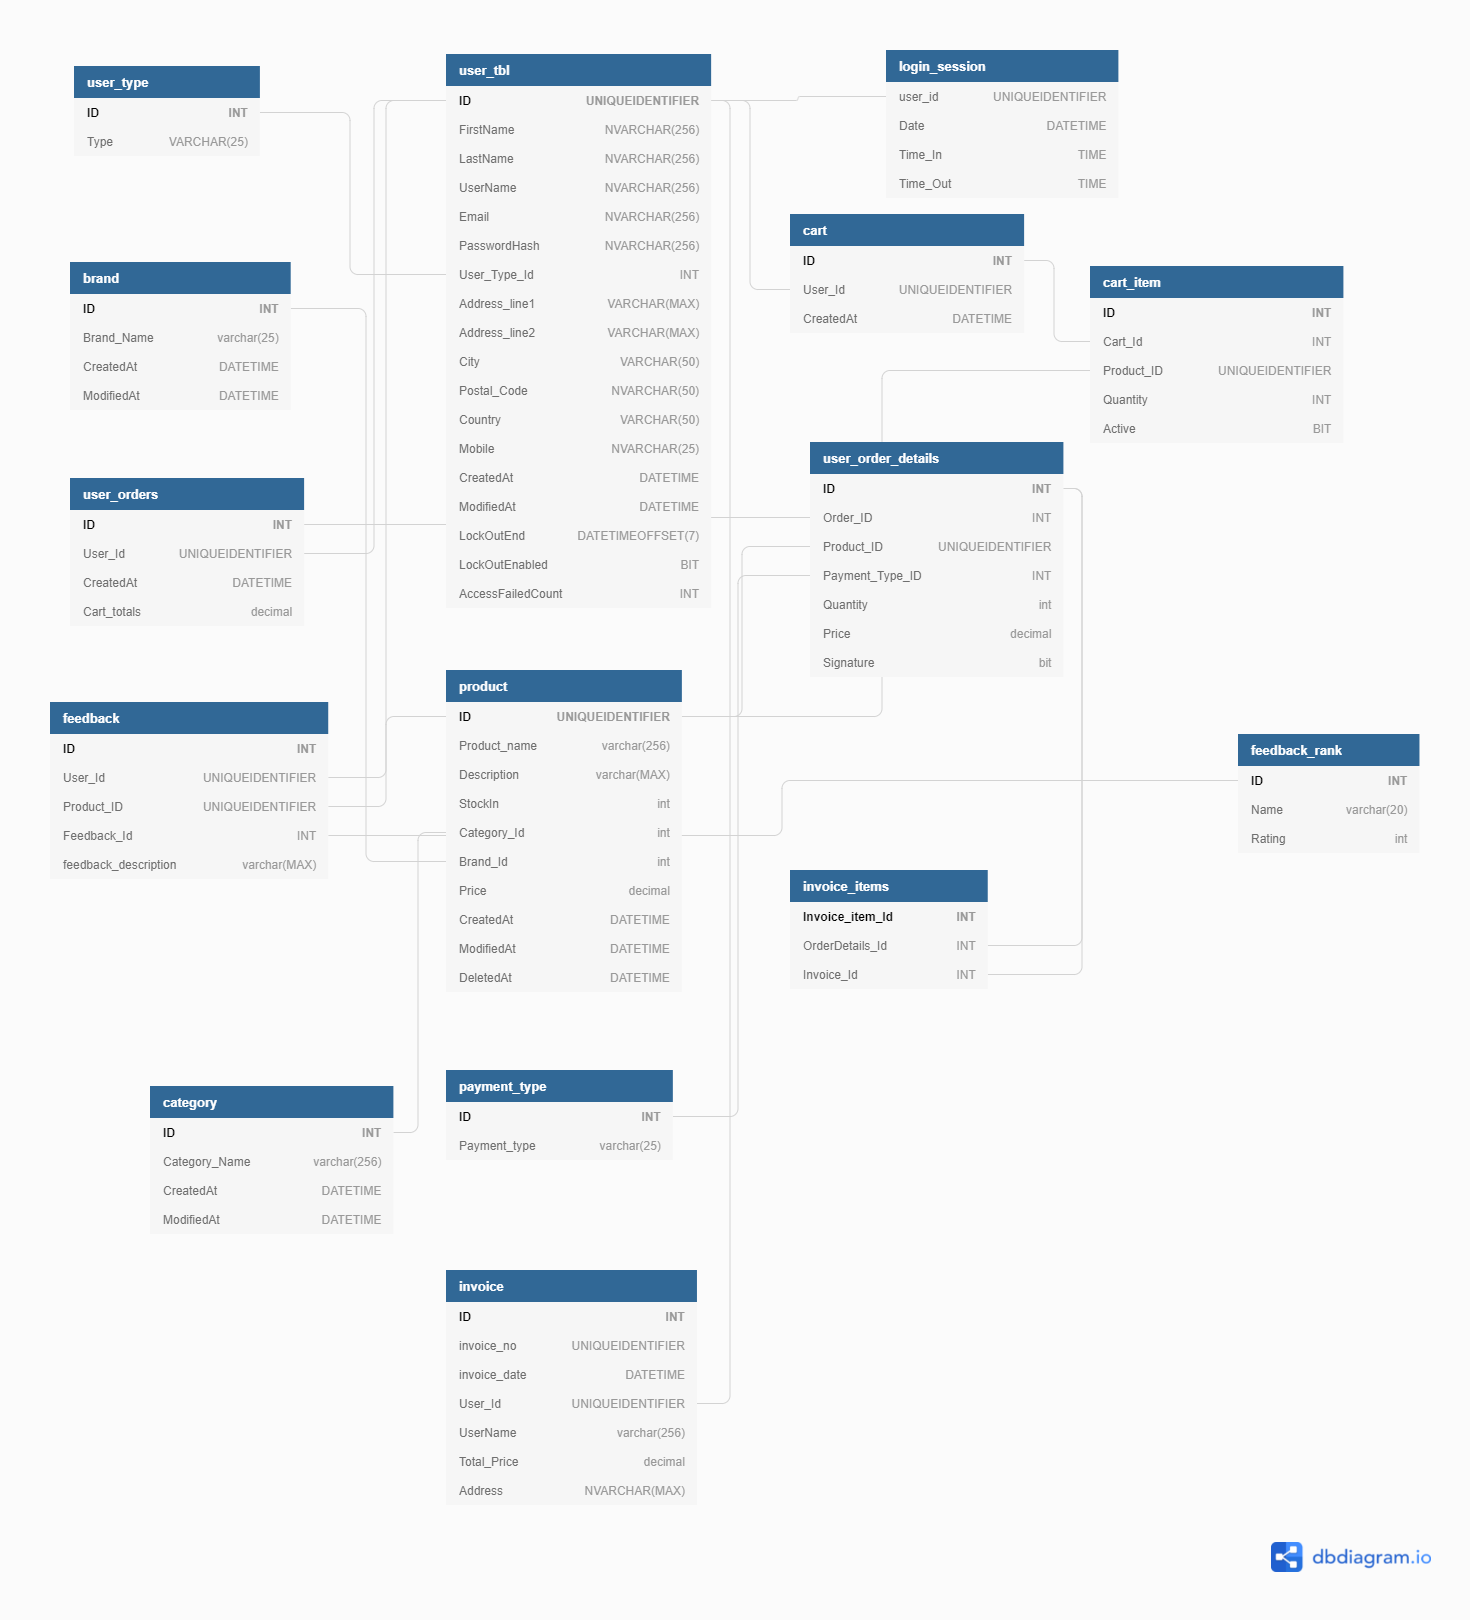 user_type
ID INT
Type VARCHAR(25)
user_tbl
ID UNIQUEIDENTIFIER
FirstName NVARCHAR(256)
LastName NVARCHAR(256)
UserName NVARCHAR(256)
Email NVARCHAR(256)
PasswordHash NVARCHAR(256)
User_Type_Id INT
Address_line1 VARCHAR(MAX)
Address_line2 VARCHAR(MAX)
City VARCHAR(50)
Postal_Code NVARCHAR(50)
Country VARCHAR(50)
Mobile NVARCHAR(25)
CreatedAt DATETIME
ModifiedAt DATETIME
LockOutEnd DATETIMEOFFSET(7)
LockOutEnabled BIT
AccessFailedCount INT
login_session
user_id UNIQUEIDENTIFIER
Date DATETIME
Time_In TIME
Time_Out TIME
cart
ID INT
User_Id UNIQUEIDENTIFIER
CreatedAt DATETIME
cart_item
ID INT
Cart_Id INT
Product_ID UNIQUEIDENTIFIER
Quantity INT
Active BIT
brand
ID INT
Brand_Name varchar(25)
CreatedAt DATETIME
ModifiedAt DATETIME
user_orders
ID INT
User_Id UNIQUEIDENTIFIER
CreatedAt DATETIME
Cart_totals decimal
user_order_details
ID INT
Order_ID INT
Product_ID UNIQUEIDENTIFIER
Payment_Type_ID INT
Quantity int
Price decimal
Signature bit
feedback
ID INT
User_Id UNIQUEIDENTIFIER
Product_ID UNIQUEIDENTIFIER
Feedback_Id INT
feedback_description varchar(MAX)
product
ID UNIQUEIDENTIFIER
Product_name varchar(256)
Description varchar(MAX)
StockIn int
Category_Id int
Brand_Id int
Price decimal
CreatedAt DATETIME
ModifiedAt DATETIME
DeletedAt DATETIME
feedback_rank
ID INT
Name varchar(20)
Rating int
invoice_items
Invoice_item_Id INT
OrderDetails_Id INT
Invoice_Id INT
category
ID INT
Category_Name varchar(256)
CreatedAt DATETIME
ModifiedAt DATETIME
payment_type
ID INT
Payment_type varchar(25)
invoice
ID INT
invoice_no UNIQUEIDENTIFIER
invoice_date DATETIME
User_Id UNIQUEIDENTIFIER
UserName varchar(256)
Total_Price decimal
Address NVARCHAR(MAX)
dbdiagram.io